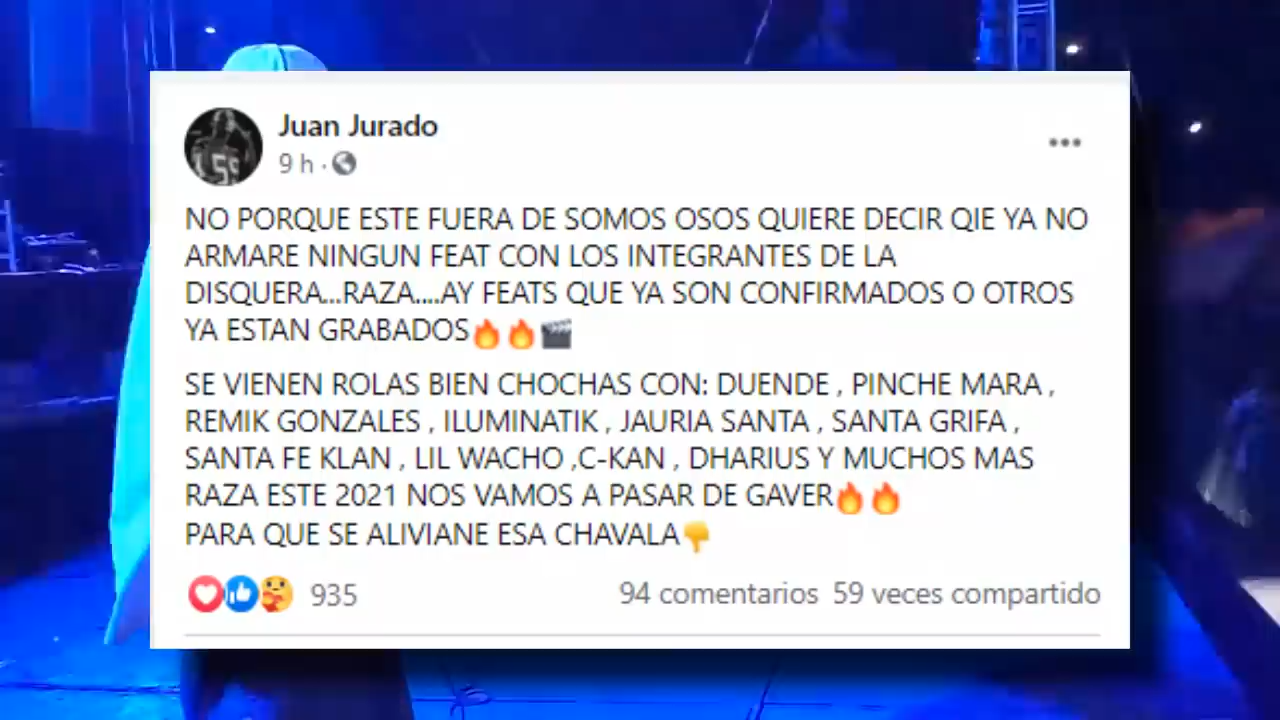 Juan Jurado
9 h ·
NO PORQUE ESTE FUERA DE SOMOS OSOS QUIERE DECIR QIE YA NO
ARMARE NINGUN FEAT CON LOS INTEGRANTES DE LA
DISQUERA...RAZA....AY FEATS QUE YA SON CONFIRMADOS O OTROS
YA ESTAN GRABADOS🔥🔥🎬
SE VIENEN ROLAS BIEN CHOCHAS CON: DUENDE , PINCHE MARA ,
REMIK GONZALES , ILUMINATIK , JAURIA SANTA , SANTA GRIFA ,
SANTA FE KLAN , LIL WACHO ,C-KAN , DHARIUS Y MUCHOS MAS
RAZA ESTE 2021 NOS VAMOS A PASAR DE GAVER🔥🔥
PARA QUE SE ALIVIANE ESA CHAVALA👎
935
94 comentarios 59 veces compartido